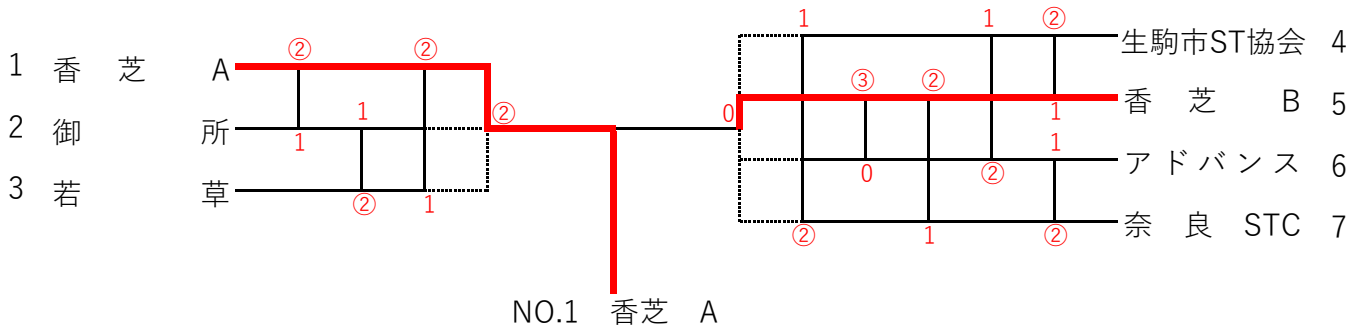 1 香 芝 A
2 御 所
3 若 草
② ②
1
1
② 1
② 0
1 1 ②
③ ②
1
1
0 ②
② 1 ②
生駒市ST協会 4
香 芝 B 5
アドバンス 6
奈 良 STC 7
NO.1 香芝 A